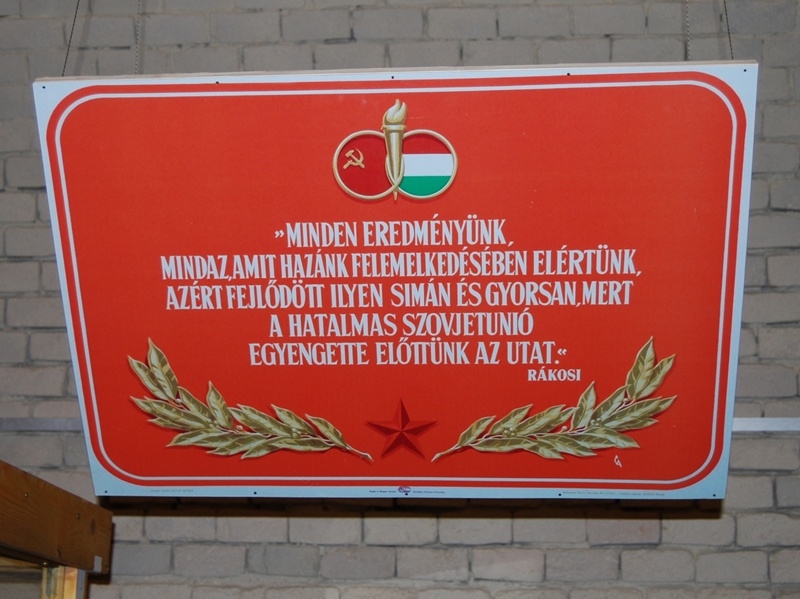 »MINDEN EREDMÉNYÜNK,
MINDAZ,AMIT HAZÁNK FELEMELKEDÉSÉBEN ELÉRTÜNK,
AZÉRT FEJLŐDÖTT ILYEN SIMÁN ÉS GYORSAN,MERT
A HATALMAS SZOVJETUNIÓ
EGYENGETTE ELŐTTÜNK AZ UTAT.«
RÁKOSI